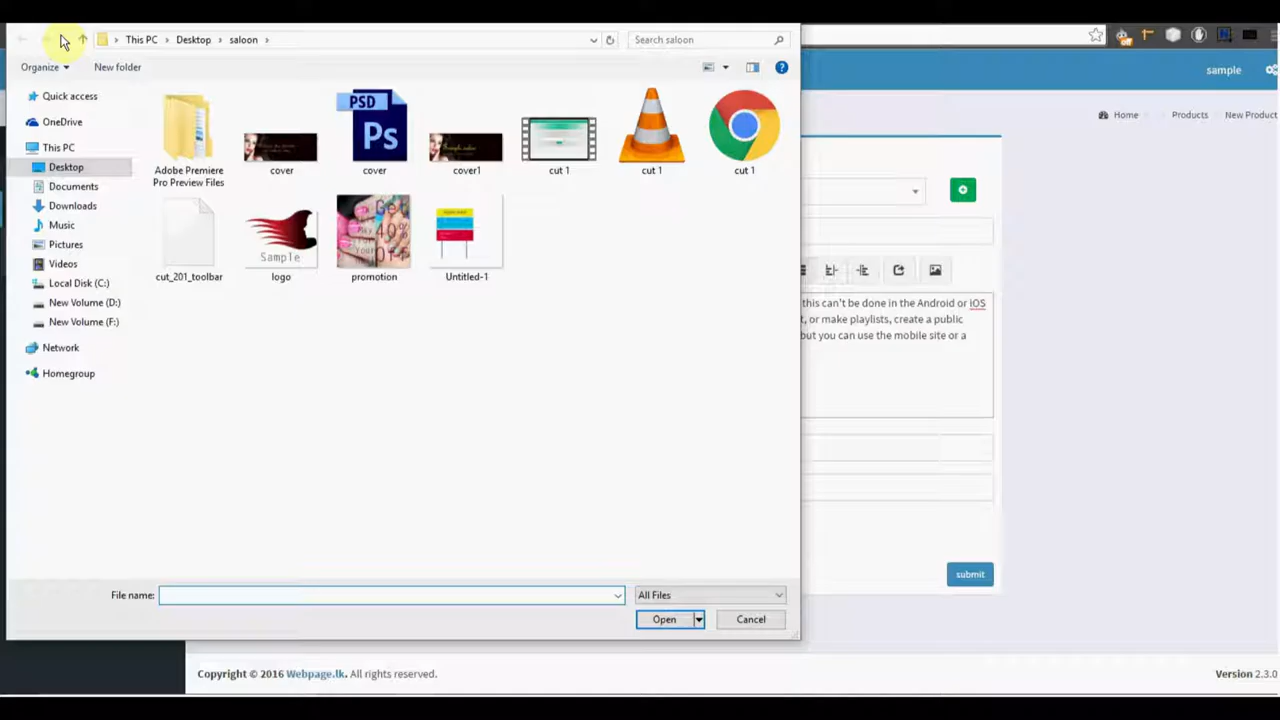 This PC
Desktop
saloon
Search saloon
sample
Organize
New folder
Home
Products
New Product
Quick access
OneDrive
This PC
Desktop
Documents
Downloads
Music
Pictures
Videos
Local Disk (C:)
New Volume (D:)
New Volume (F:)
Network
Homegroup
Adobe Premiere
Pro Preview Files
PSD
Ps
cover
cover
cover1
cut 1
cut 1
cut 1
cut_201_toolbar
Sample
logo
Get
40%
Off
promotion
Untitled-1
this can't be done in the Android or iOS
t, or make playlists, create a public
but you can use the mobile site or a
File name:
All Files
Open
Cancel
submit
Copyright © 2016 Webpage.lk. All rights reserved.
Version 2.3.0